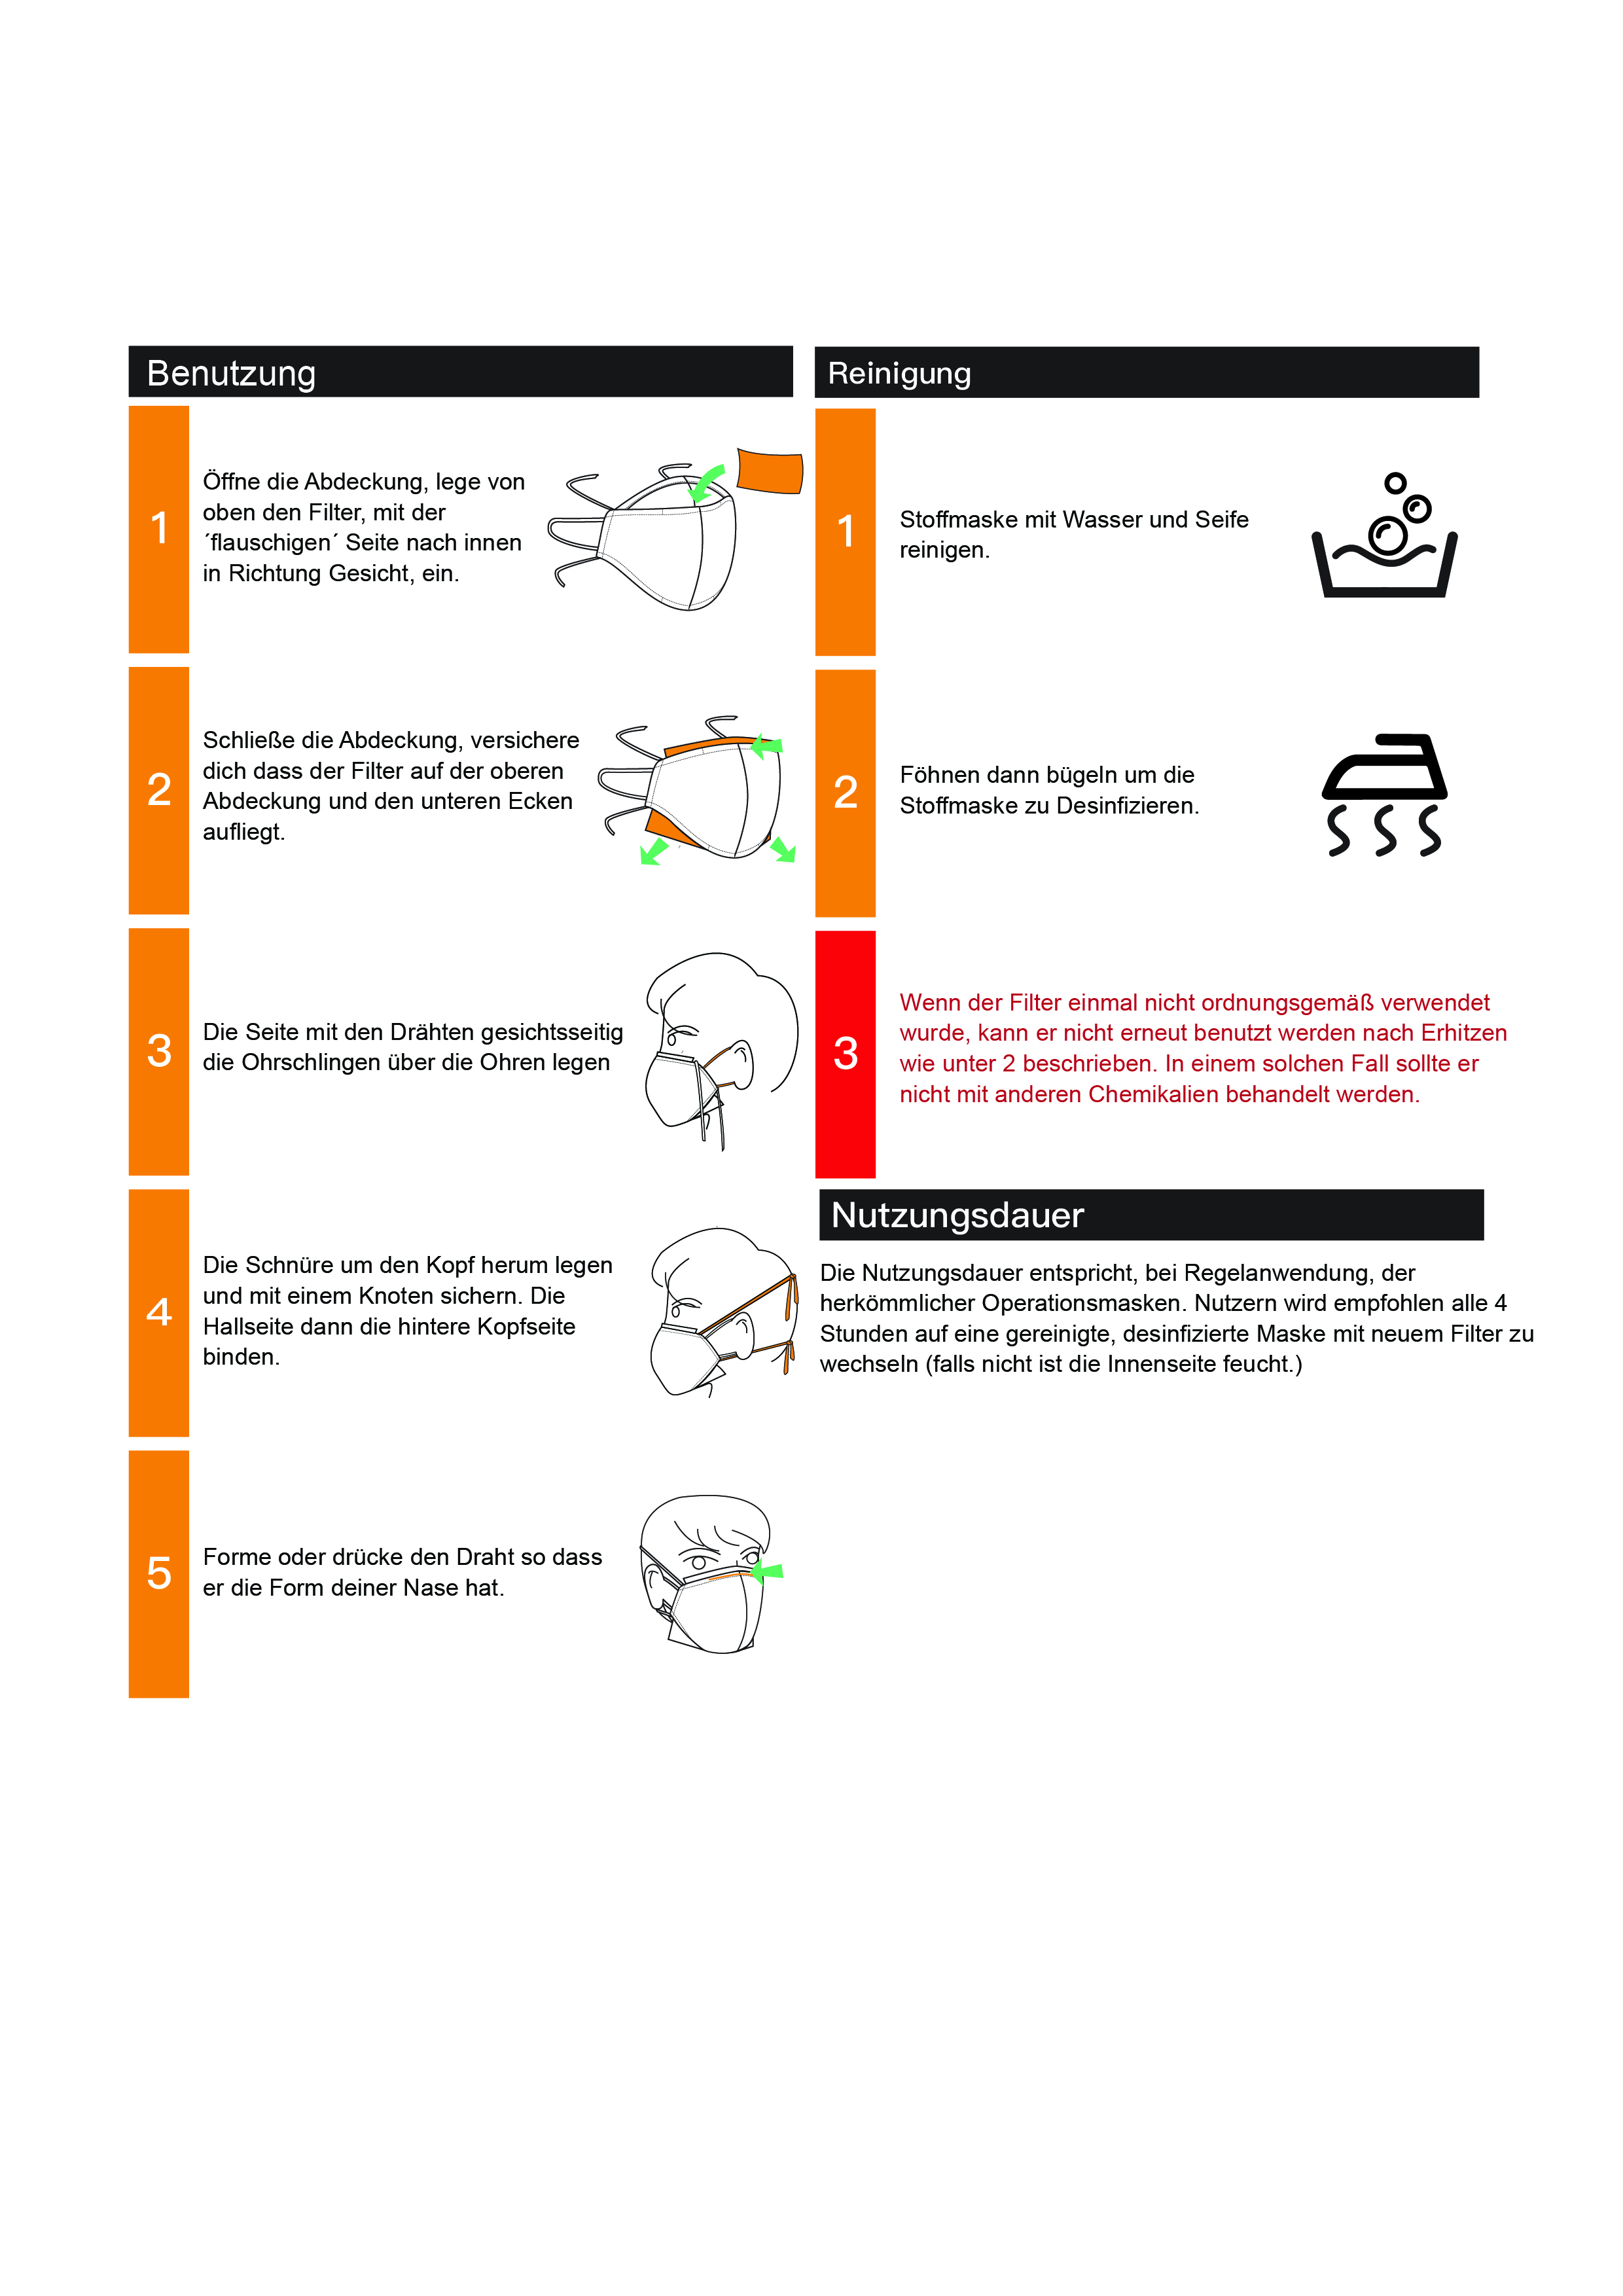 Benutzung
1
Öffne die Abdeckung, lege von
oben den Filter, mit der
´flauschigen´ Seite nach innen
in Richtung Gesicht, ein.
2
Schließe die Abdeckung, versichere
dich dass der Filter auf der oberen
Abdeckung und den unteren Ecken
aufliegt.
3
Die Seite mit den Drähten gesichtsseitig
die Ohrschlingen über die Ohren legen
4
Die Schnüre um den Kopf herum legen
und mit einem Knoten sichern. Die
Hallseite dann die hintere Kopfseite
binden.
5
Forme oder drücke den Draht so dass
er die Form deiner Nase hat.
Reinigung
1
Stoffmaske mit Wasser und Seife
reinigen.
2
Föhnen dann bügeln um die
Stoffmaske zu Desinfizieren.
3
Wenn der Filter einmal nicht ordnungsgemäß verwendet
wurde, kann er nicht erneut benutzt werden nach Erhitzen
wie unter 2 beschrieben. In einem solchen Fall sollte er
nicht mit anderen Chemikalien behandelt werden.
Nutzungsdauer
Die Nutzungsdauer entspricht, bei Regelanwendung, der
herkömmlicher Operationsmasken. Nutzern wird empfohlen alle 4
Stunden auf eine gereinigte, desinfizierte Maske mit neuem Filter zu
wechseln (falls nicht ist die Innenseite feucht.)